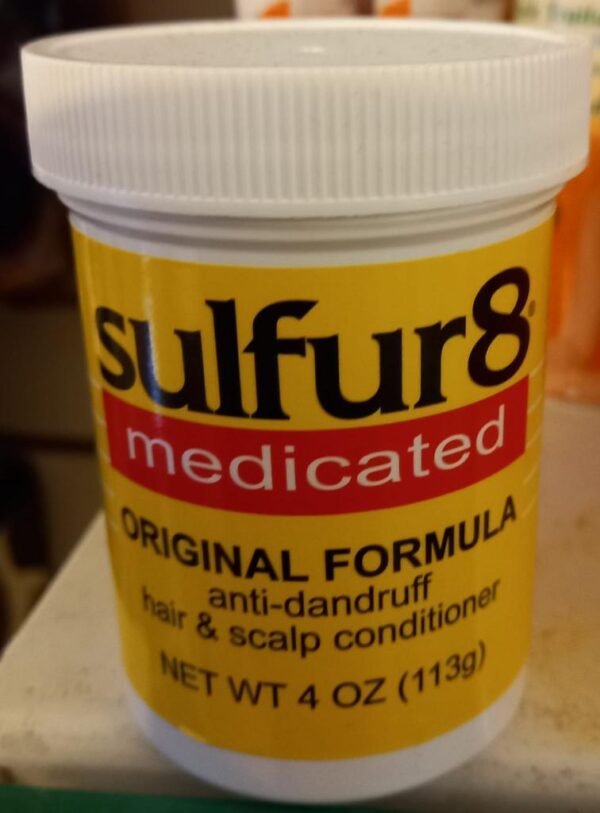 sulfur8®
medicated
ORIGINAL FORMULA
anti-dandruff
hair & scalp conditioner
NET WT 4 OZ (113g)